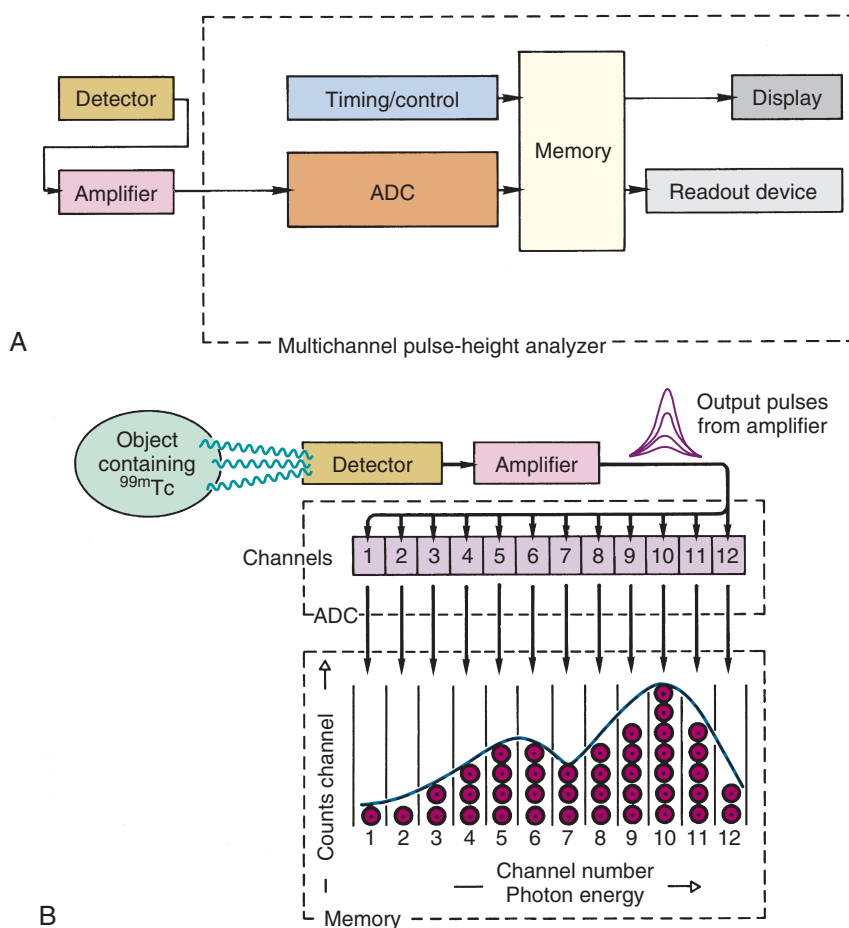 Detector
Timing/control
Display
Memory
Amplifier
ADC
Readout device
A
Multichannel pulse-height analyzer
Output pulses
from amplifier
Object
containing
99mTc
Detector
Amplifier
Channels
1 2 3 4 5 6 7 8 9 10 11 12
ADC
Counts channel
1 2 3 4 5 6 7 8 9 10 11 12
Channel number
Photon energy
B
Memory